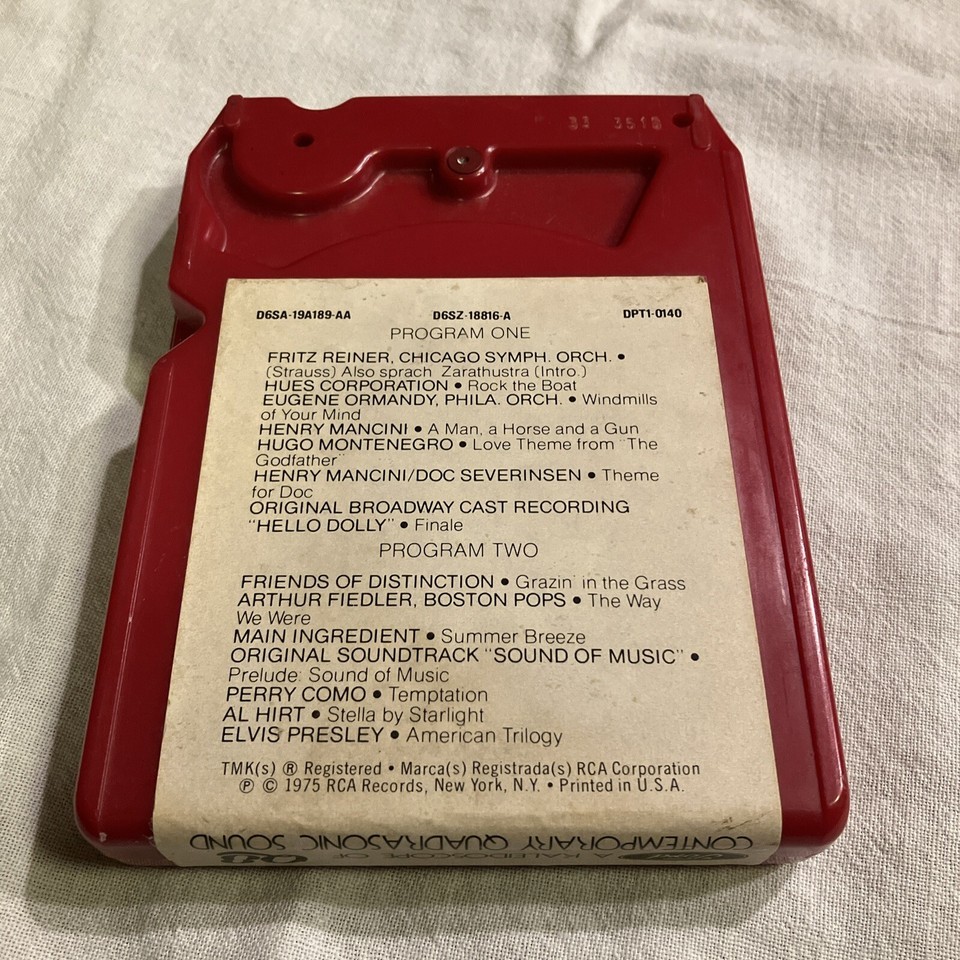 33 3513
D6SA-19A189-AA D6SZ-18816-A DPT1-0140
PROGRAM ONE
FRITZ REINER, CHICAGO SYMPH. ORCH. •
(Strauss) Also sprach Zarathustra (Intro.)
HUES CORPORATION • Rock the Boat
EUGENE ORMANDY, PHILA. ORCH. • Windmills
of Your Mind
HENRY MANCINI • A Man, a Horse and a Gun
HUGO MONTENEGRO • Love Theme from "The
Godfather"
HENRY MANCINI/DOC SEVERINSEN • Theme
for Doc
ORIGINAL BROADWAY CAST RECORDING
"HELLO DOLLY" • Finale
PROGRAM TWO
FRIENDS OF DISTINCTION • Grazin' in the Grass
ARTHUR FIEDLER, BOSTON POPS • The Way
We Were
MAIN INGREDIENT • Summer Breeze
ORIGINAL SOUNDTRACK "SOUND OF MUSIC" •
Prelude: Sound of Music
PERRY COMO • Temptation
AL HIRT • Stella by Starlight
ELVIS PRESLEY • American Trilogy
TMK(s) ® Registered • Marca(s) Registrada(s) RCA Corporation
℗ © 1975 RCA Records, New York, N.Y. • Printed in U.S.A.
Ford A KALEIDOSCOPE OF Q8
CONTEMPORARY QUADRASONIC SOUND